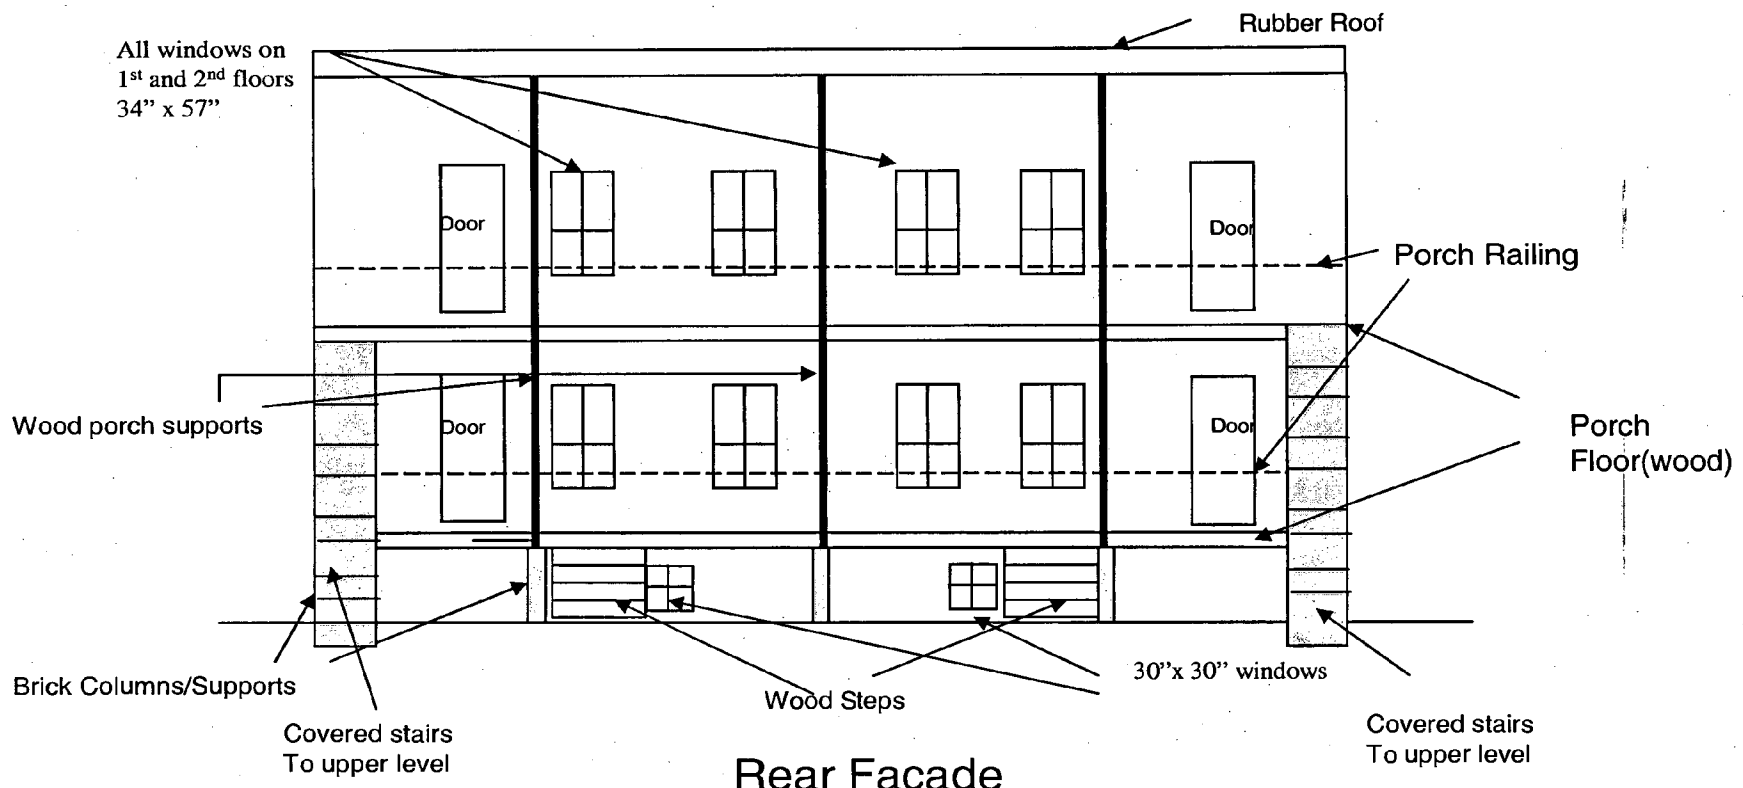 Rubber Roof
All windows on
1st and 2nd floors
34” x 57”
Door
Door
Porch Railing
Wood porch supports
Door
Door
Porch
Floor(wood)
30”x 30” windows
Brick Columns/Supports
Wood Steps
Covered stairs
To upper level
Covered stairs
To upper level
Rear Facade